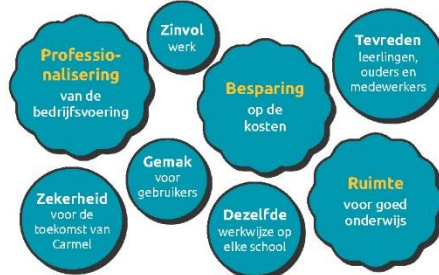 Professio-
nalisering
van de
bedrijfsvoering
Zinvol
werk
Besparing
op de
kosten
Tevreden
leerlingen,
ouders en
medewerkers
Zekerheid
voor de
toekomst van
Carmel
Gemak
voor
gebruikers
Dezelfde
werkwijze op
elke school
Ruimte
voor goed
onderwijs